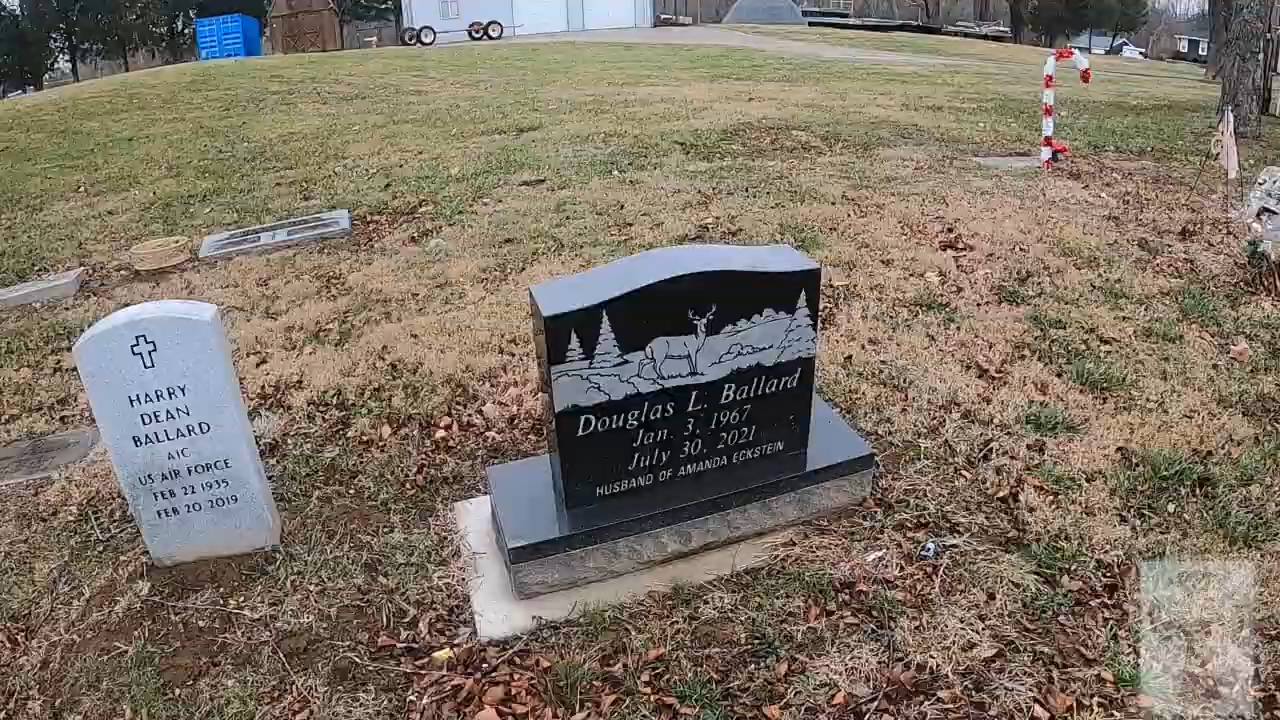 HARRY
DEAN
BALLARD
A1C
US AIR FORCE
FEB 22 1935
FEB 20 2019
Douglas L. Ballard
Jan. 3, 1967
July 30, 2021
HUSBAND OF AMANDA ECKSTEIN